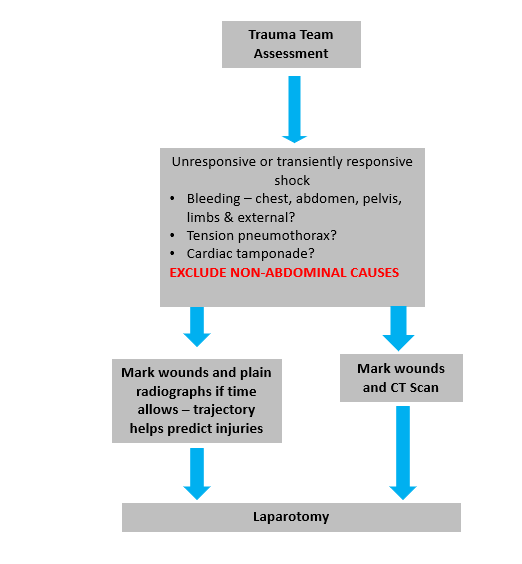 Trauma Team
Assessment
Unresponsive or transiently responsive
shock
• Bleeding – chest, abdomen, pelvis,
limbs & external?
• Tension pneumothorax?
• Cardiac tamponade?
EXCLUDE NON-ABDOMINAL CAUSES
Mark wounds and plain
radiographs if time
allows – trajectory
helps predict injuries
Mark wounds
and CT Scan
Laparotomy